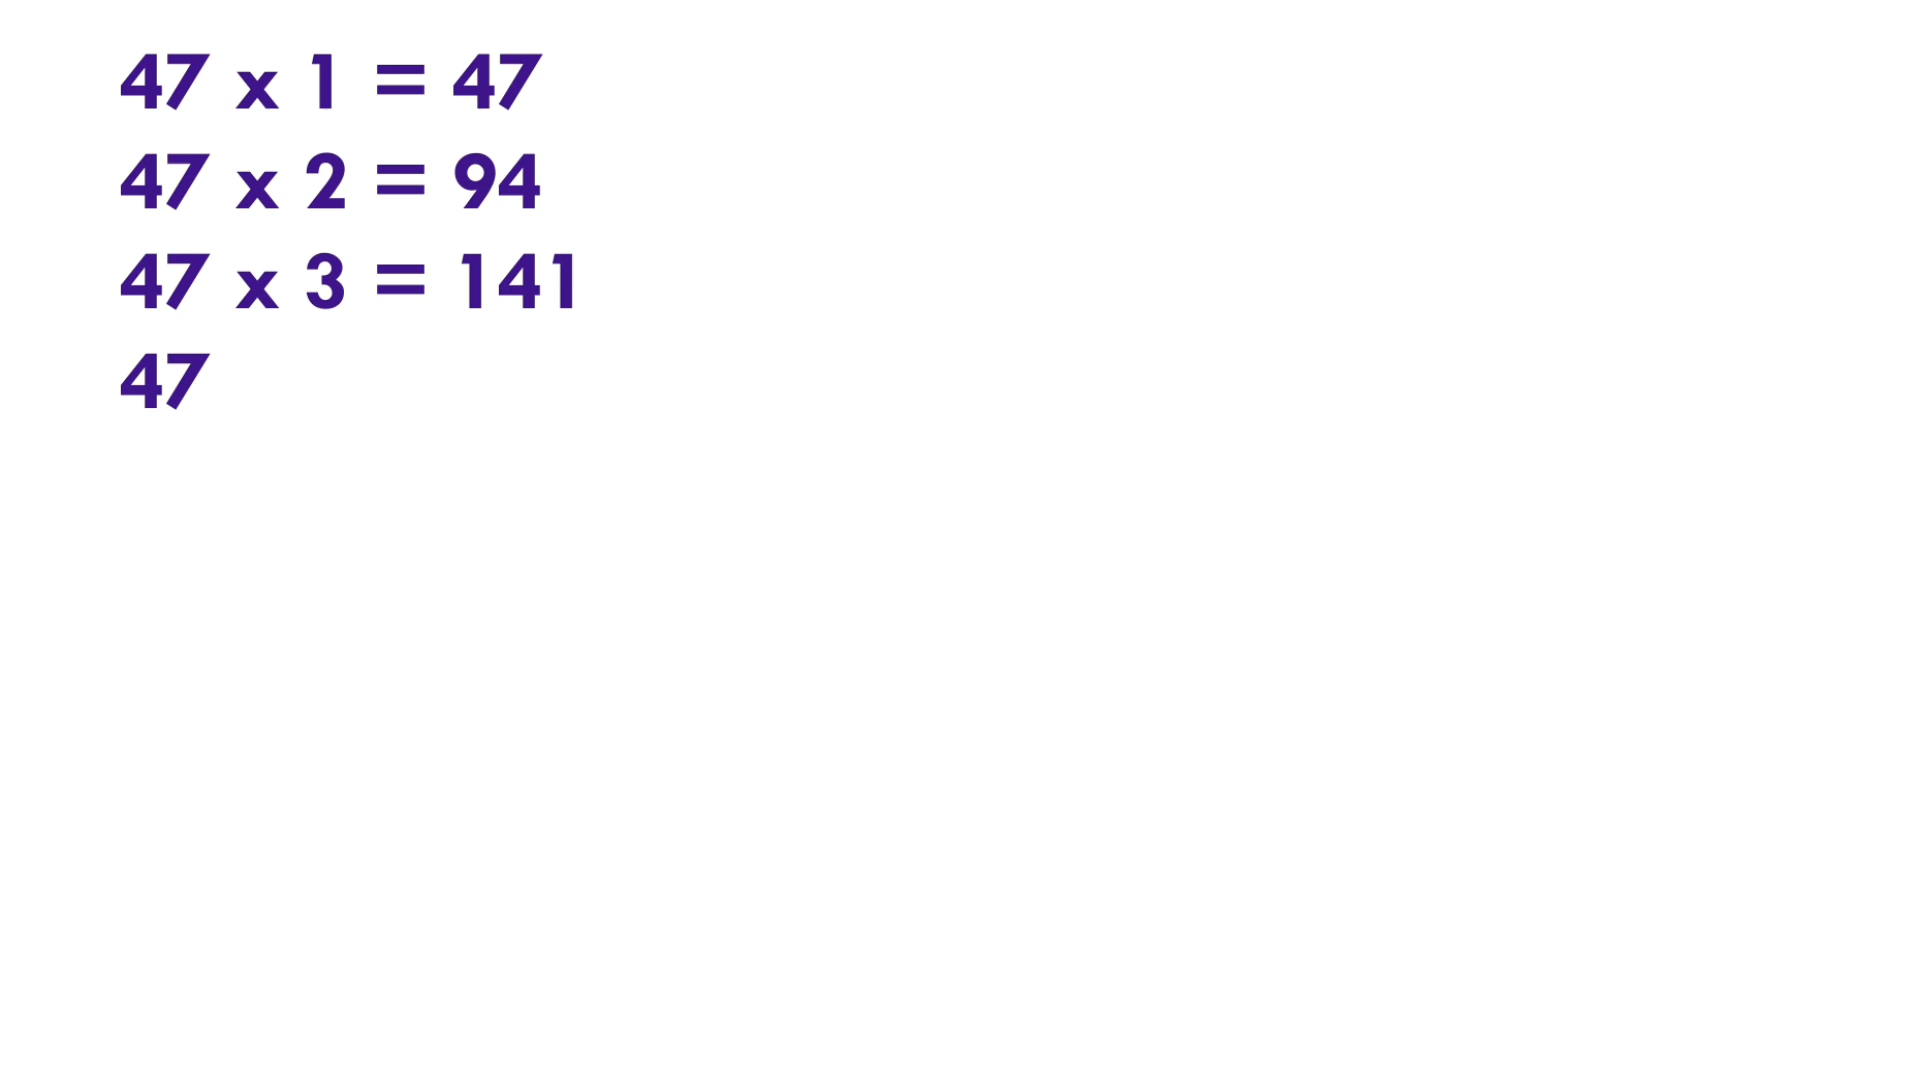 47 x 1 = 47
47 x 2 = 94
47 x 3 = 141
47